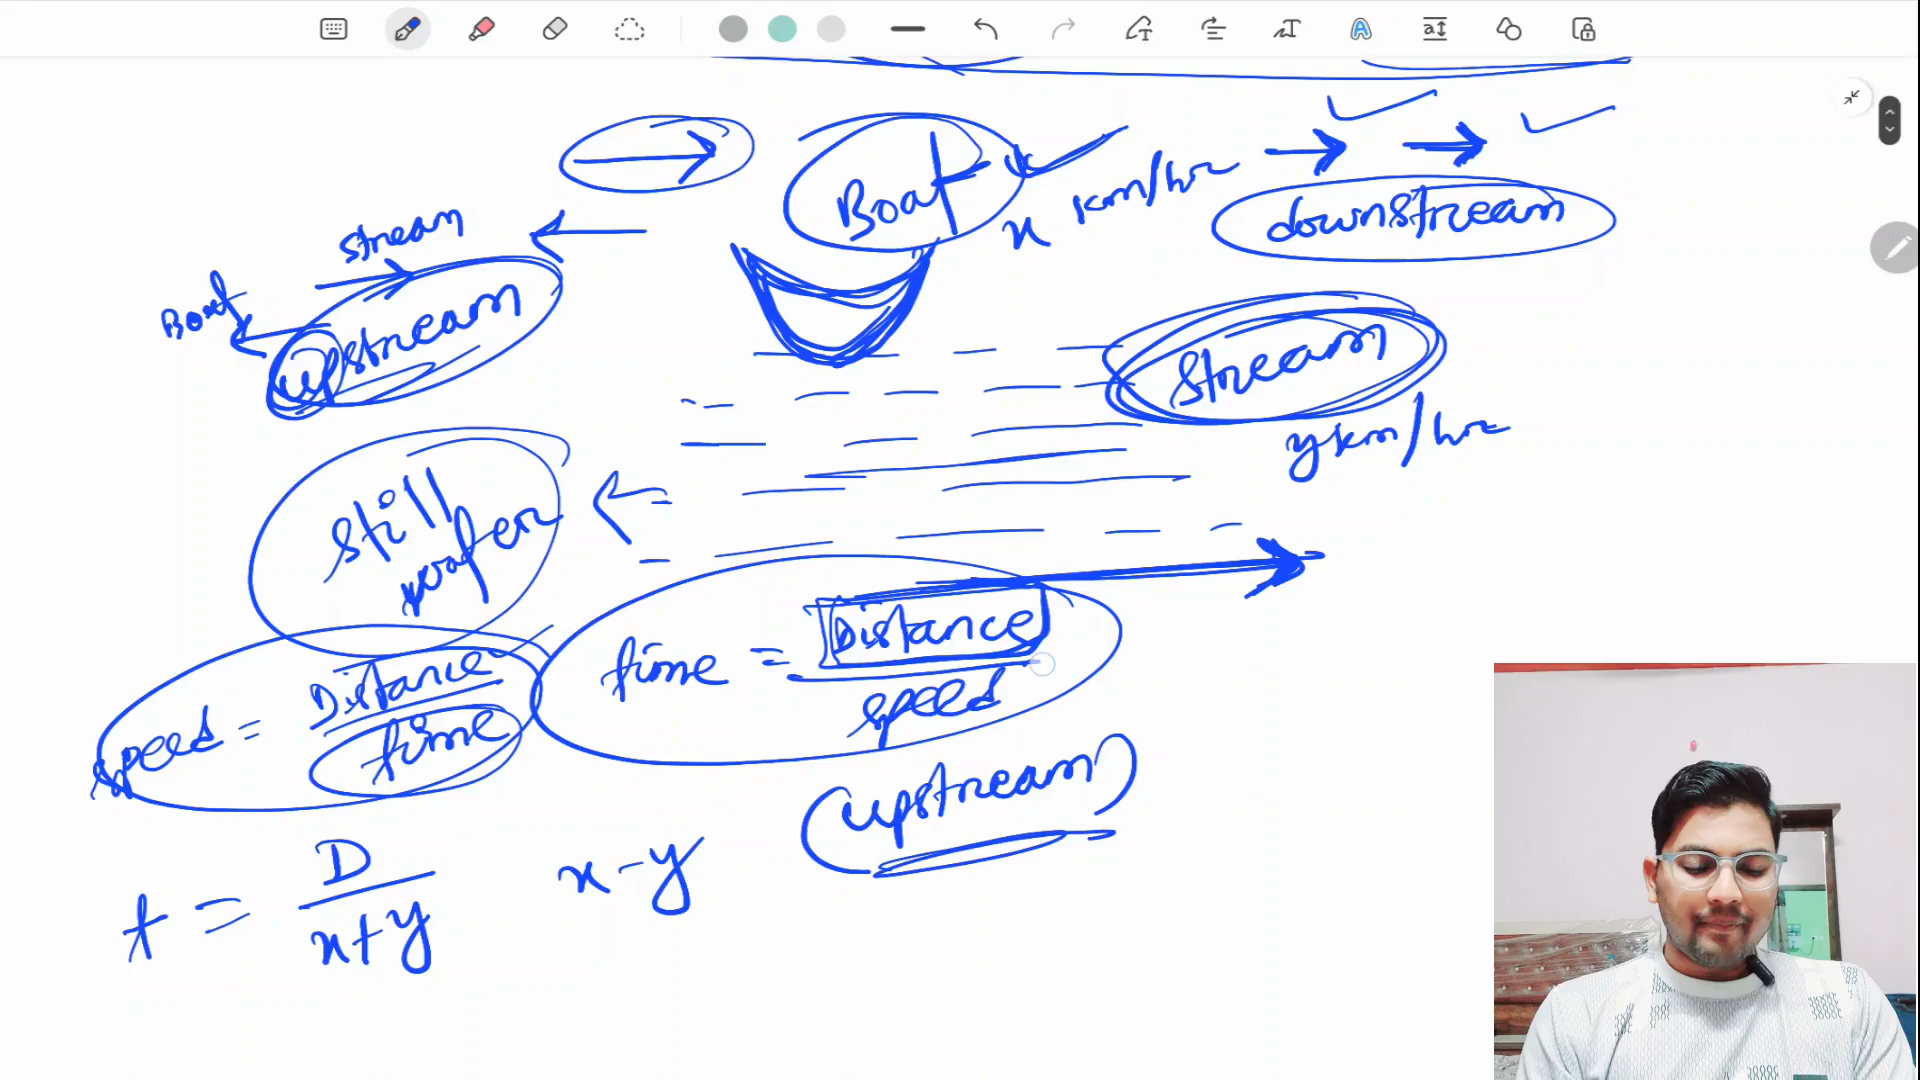 Boat
x km/hr
downstream
stream
Boat
upstream
stream
y km/hr
still
water
time = Distance
speed
speed = Distance
time
(upstream)
t = D
x+y
x-y